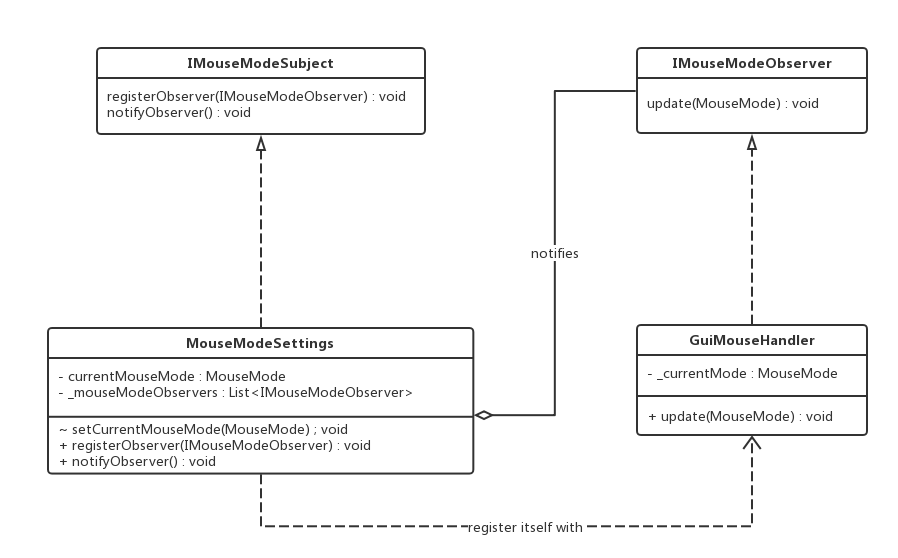 IMouseModeSubject
registerObserver(IMouseModeObserver) : void
notifyObserver() : void
IMouseModeObserver
update(MouseMode) : void
notifies
MouseModeSettings
- currentMouseMode : MouseMode
- _mouseModeObservers : List<IMouseModeObserver>
~ setCurrentMouseMode(MouseMode) ; void
+ registerObserver(IMouseModeObserver) : void
+ notifyObserver() : void
GuiMouseHandler
- _currentMode : MouseMode
+ update(MouseMode) : void
register itself with